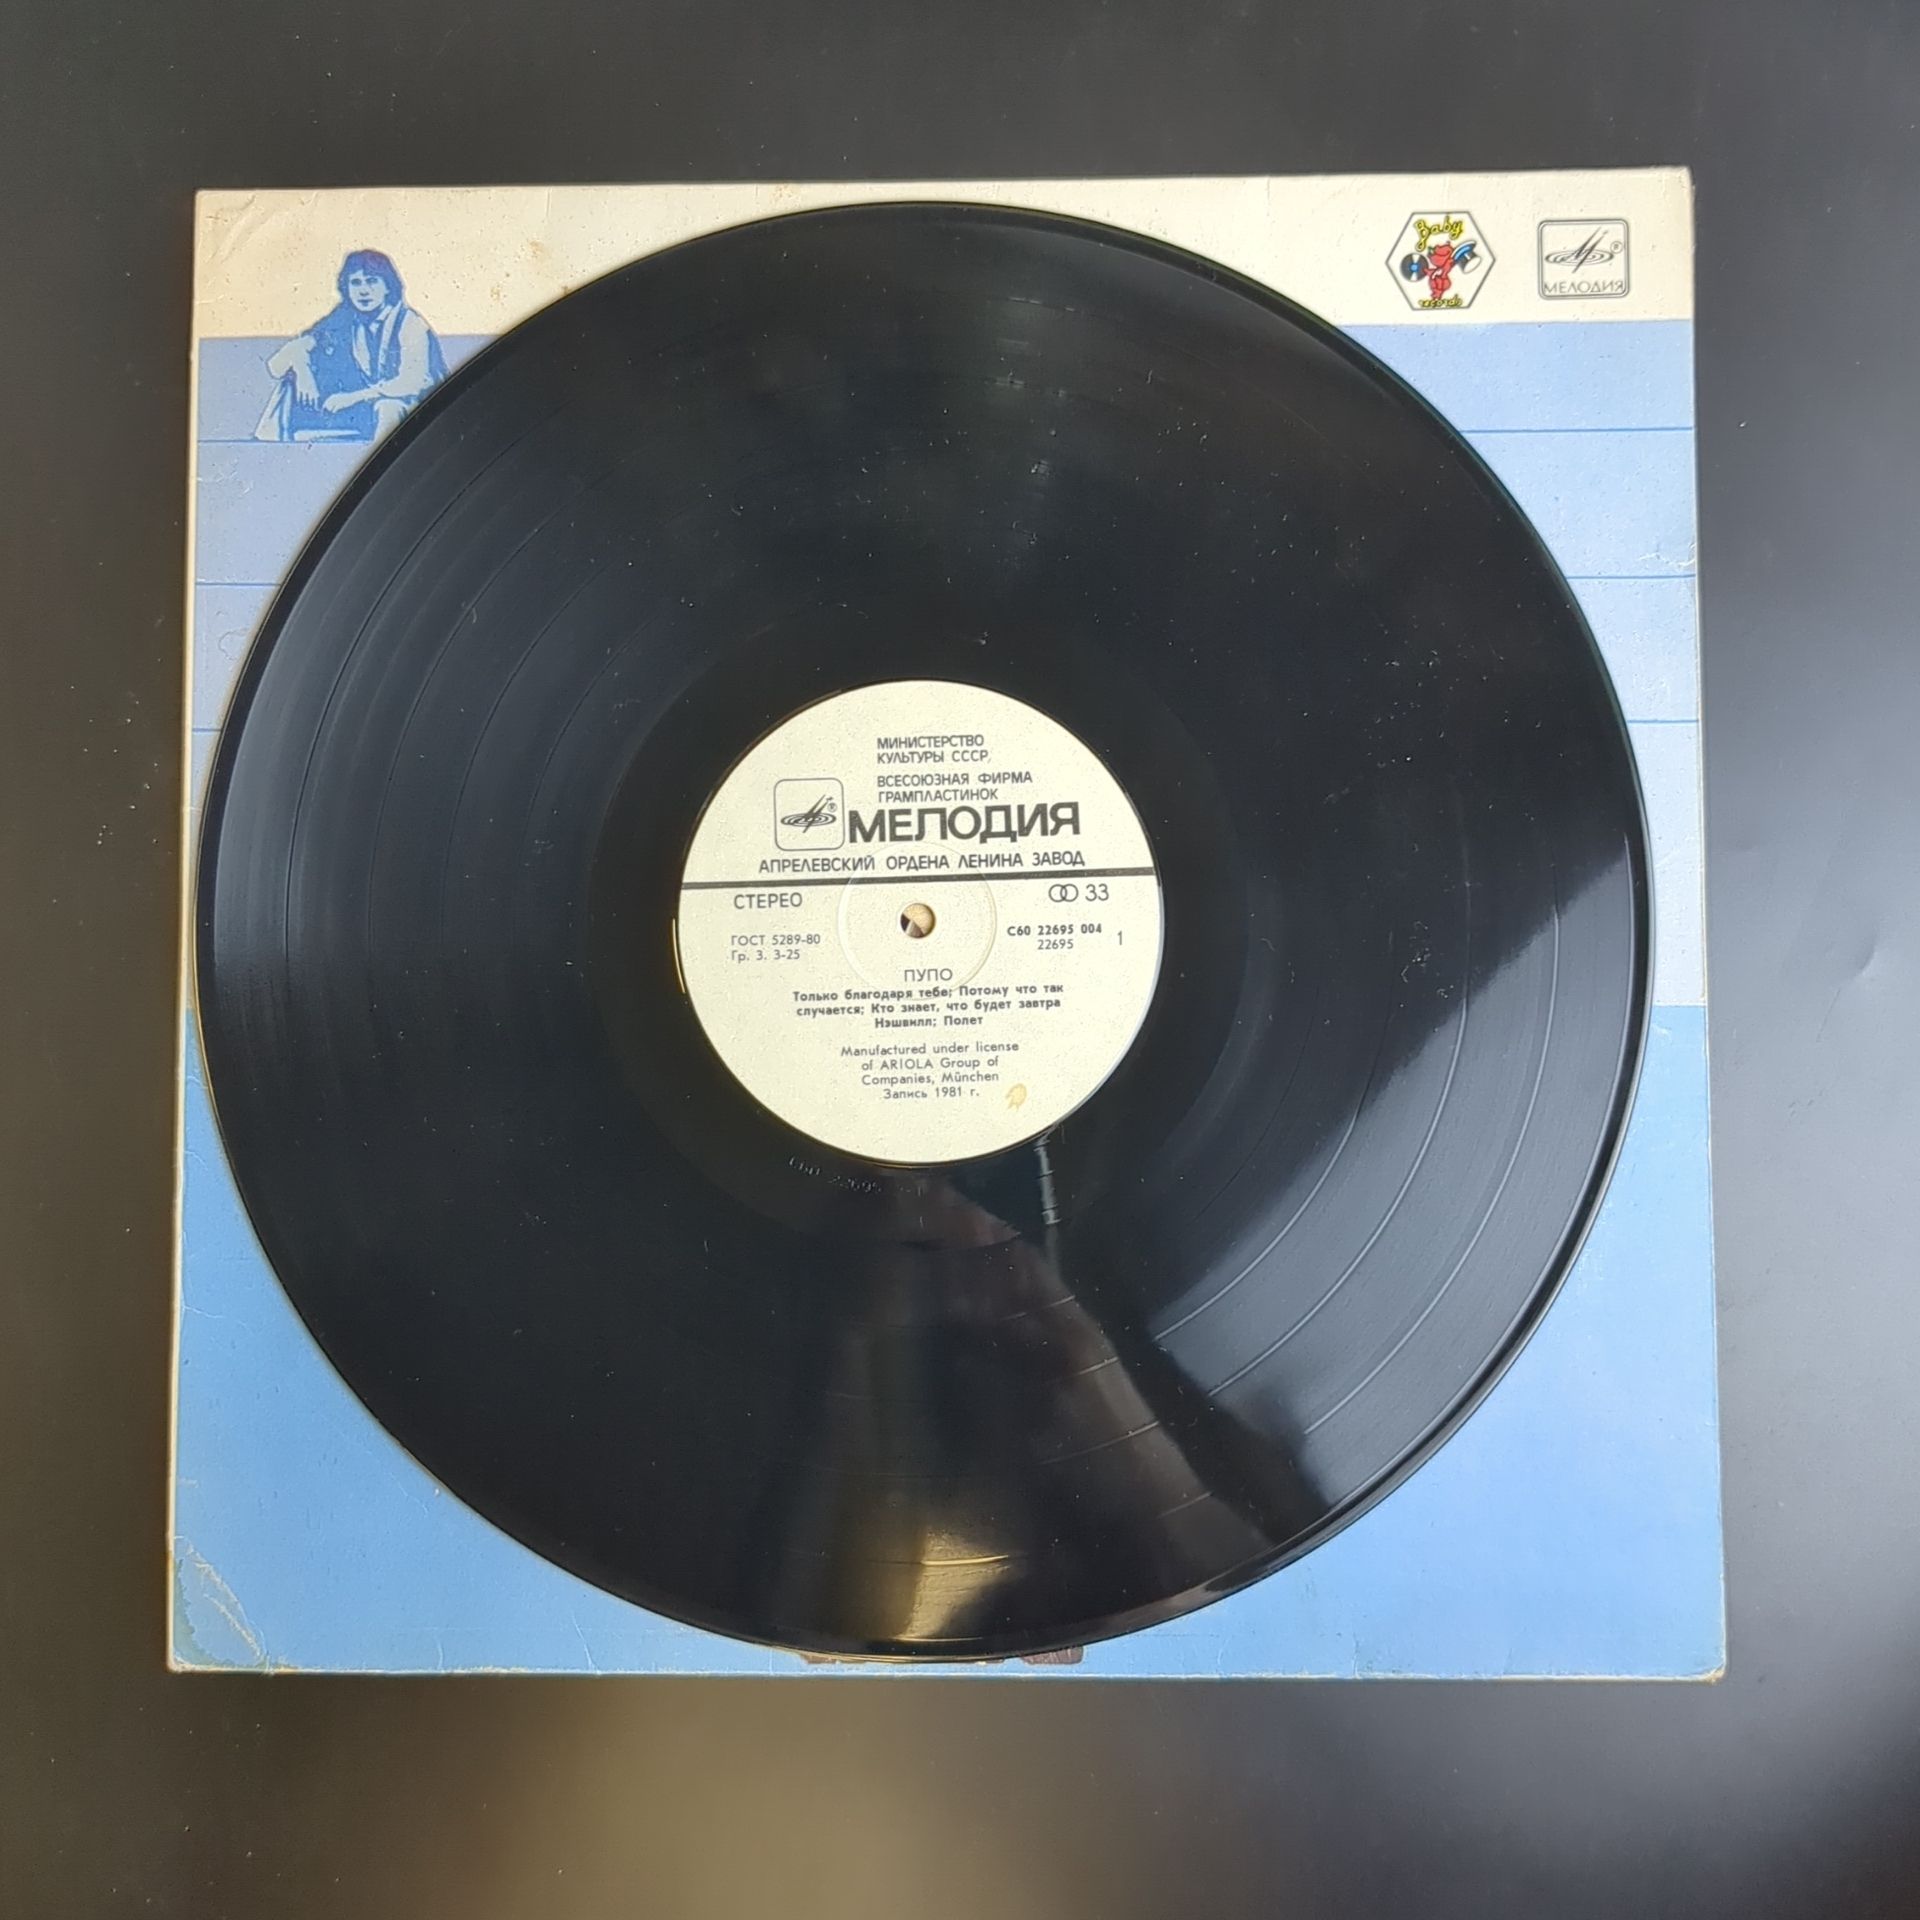 Baby
records
МЕЛОДИЯ
МИНИСТЕРСТВО
КУЛЬТУРЫ СССР,
ВСЕСОЮЗНАЯ ФИРМА
ГРАМПЛАСТИНОК
МЕЛОДИЯ
АПРЕЛЕВСКИЙ ОРДЕНА ЛЕНИНА ЗАВОД
СТЕРЕО 33
ГОСТ 5289-80 С60 22695 004
Гр. 3. 3-25 22695 1
ПУПО
Только благодаря тебе; Потому что так
случается; Кто знает, что будет завтра
Нэшвилл; Полет
Manufactured under license
of ARIOLA Group of
Companies, München
Запись 1981 г.